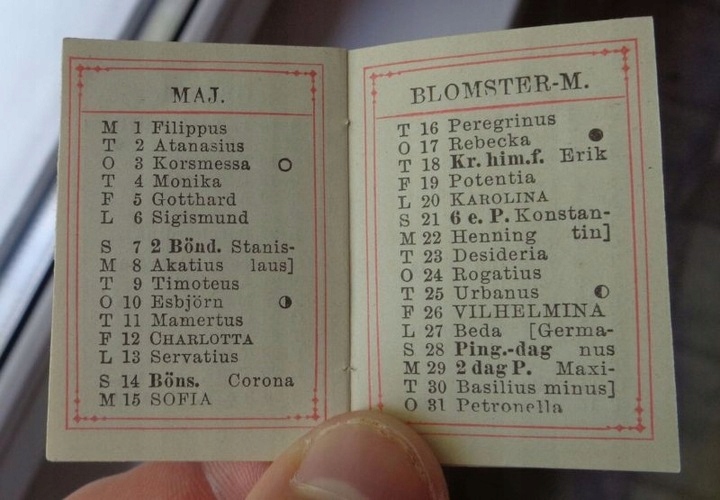 MAJ.
M 1 Filippus
T 2 Atanasius
O 3 Korsmessa
T 4 Monika
F 5 Gotthard
L 6 Sigismund
S 7 2 Bönd. Stanis-
M 8 Akatius laus]
T 9 Timoteus
O 10 Esbjörn
T 11 Mamertus
F 12 CHARLOTTA
L 13 Servatius
S 14 Böns. Corona
M 15 SOFIA
BLOMSTER-M.
T 16 Peregrinus
O 17 Rebecka
T 18 Kr. him.f. Erik
F 19 Potentia
L 20 KAROLINA
S 21 6 e. P. Konstan-
M 22 Henning tin]
T 23 Desideria
O 24 Rogatius
T 25 Urbanus
F 26 VILHELMINA
L 27 Beda [Germa-
S 28 Ping.-dag nus
M 29 2 dag P. Maxi-
T 30 Basilius minus]
O 31 Petronella